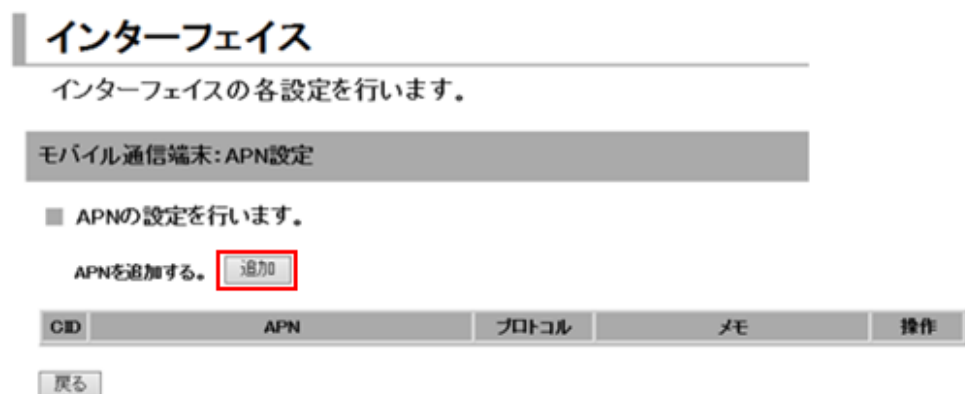 インターフェイス
インターフェイスの各設定を行います。
モバイル通信端末：APN設定
APNの設定を行います。
APNを追加する。 追加
CID APN プロトコル メモ 操作
戻る